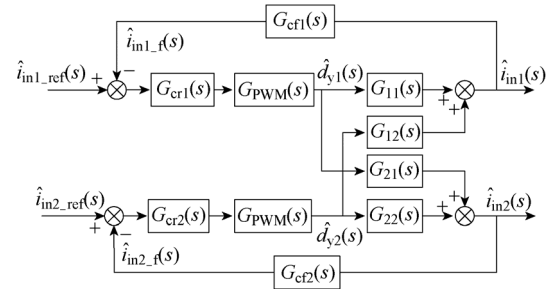 G_cf1(s)
î_in1_f(s)
î_in1_ref(s) + −
G_cr1(s) G_PWM(s) d̂_y1(s) G_11(s) + + î_in1(s)
G_12(s)
G_21(s)
î_in2_ref(s) + −
G_cr2(s) G_PWM(s) d̂_y2(s) G_22(s) + + î_in2(s)
î_in2_f(s)
G_cf2(s)